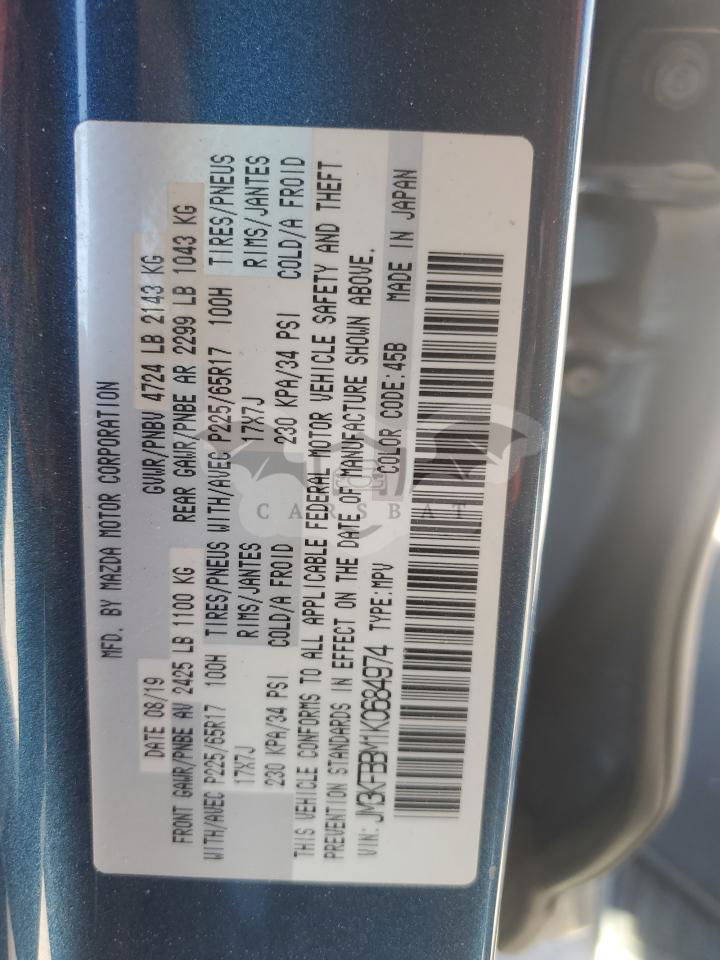 MFD. BY MAZDA MOTOR CORPORATION
DATE 08/19 GVWR/PNBV 4724 LB 2143 KG
FRONT GAWR/PNBE AV 2425 LB 1100 KG REAR GAWR/PNBE AR 2299 LB 1043 KG
WITH/AVEC P225/65R17 100H TIRES/PNEUS WITH/AVEC P225/65R17 100H TIRES/PNEUS
17X7J RIMS/JANTES 17X7J RIMS/JANTES
230 KPA/34 PSI COLD/A FROID 230 KPA/34 PSI COLD/A FROID
THIS VEHICLE CONFORMS TO ALL APPLICABLE FEDERAL MOTOR VEHICLE SAFETY AND THEFT
PREVENTION STANDARDS IN EFFECT ON THE DATE OF MANUFACTURE SHOWN ABOVE.
VIN: JM3KFBBM1K0684974 TYPE:MPV COLOR CODE:45B MADE IN JAPAN
CARSBAT